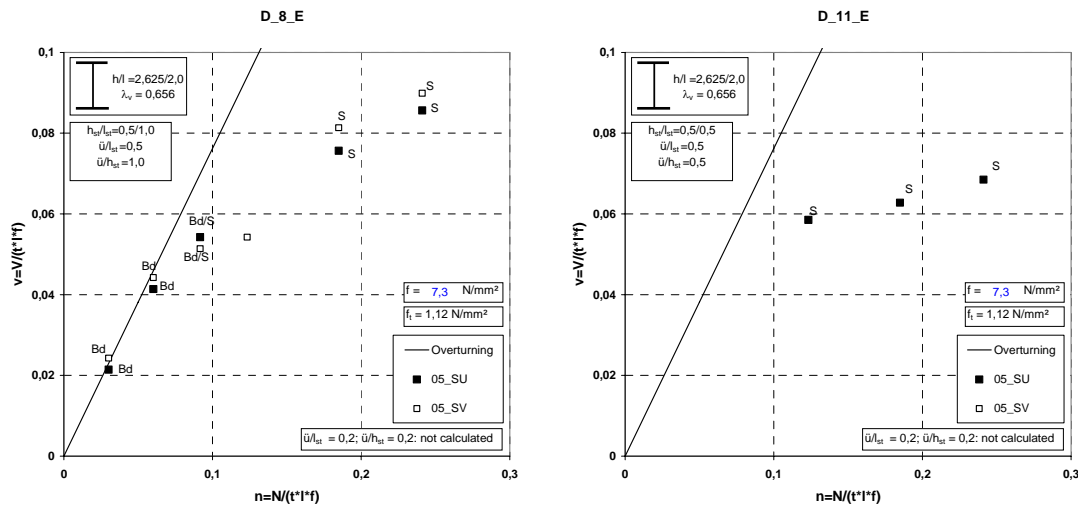 D_8_E
0,1
0,08
0,06
0,04
0,02
0
0
0,1
0,2
0,3
v=V/(t*l*f)
n=N/(t*l*f)
h/l =2,625/2,0
λv = 0,656
hst/lst=0,5/1,0
ü/lst=0,5
ü/hst=1,0
S
S
S
S
Bd/S
Bd/S
Bd
Bd
Bd
Bd
f = 7,3 N/mm²
ft = 1,12 N/mm²
Overturning
05_SU
05_SV
ü/lst = 0,2; ü/hst = 0,2: not calculated
D_11_E
0,1
0,08
0,06
0,04
0,02
0
0
0,1
0,2
0,3
v=V/(t*l*f)
n=N/(t*l*f)
h/l =2,625/2,0
λv = 0,656
hst/lst=0,5/0,5
ü/lst=0,5
ü/hst=0,5
S
S
S
f = 7,3 N/mm²
ft = 1,12 N/mm²
Overturning
05_SU
05_SV
ü/lst = 0,2; ü/hst = 0,2: not calculated